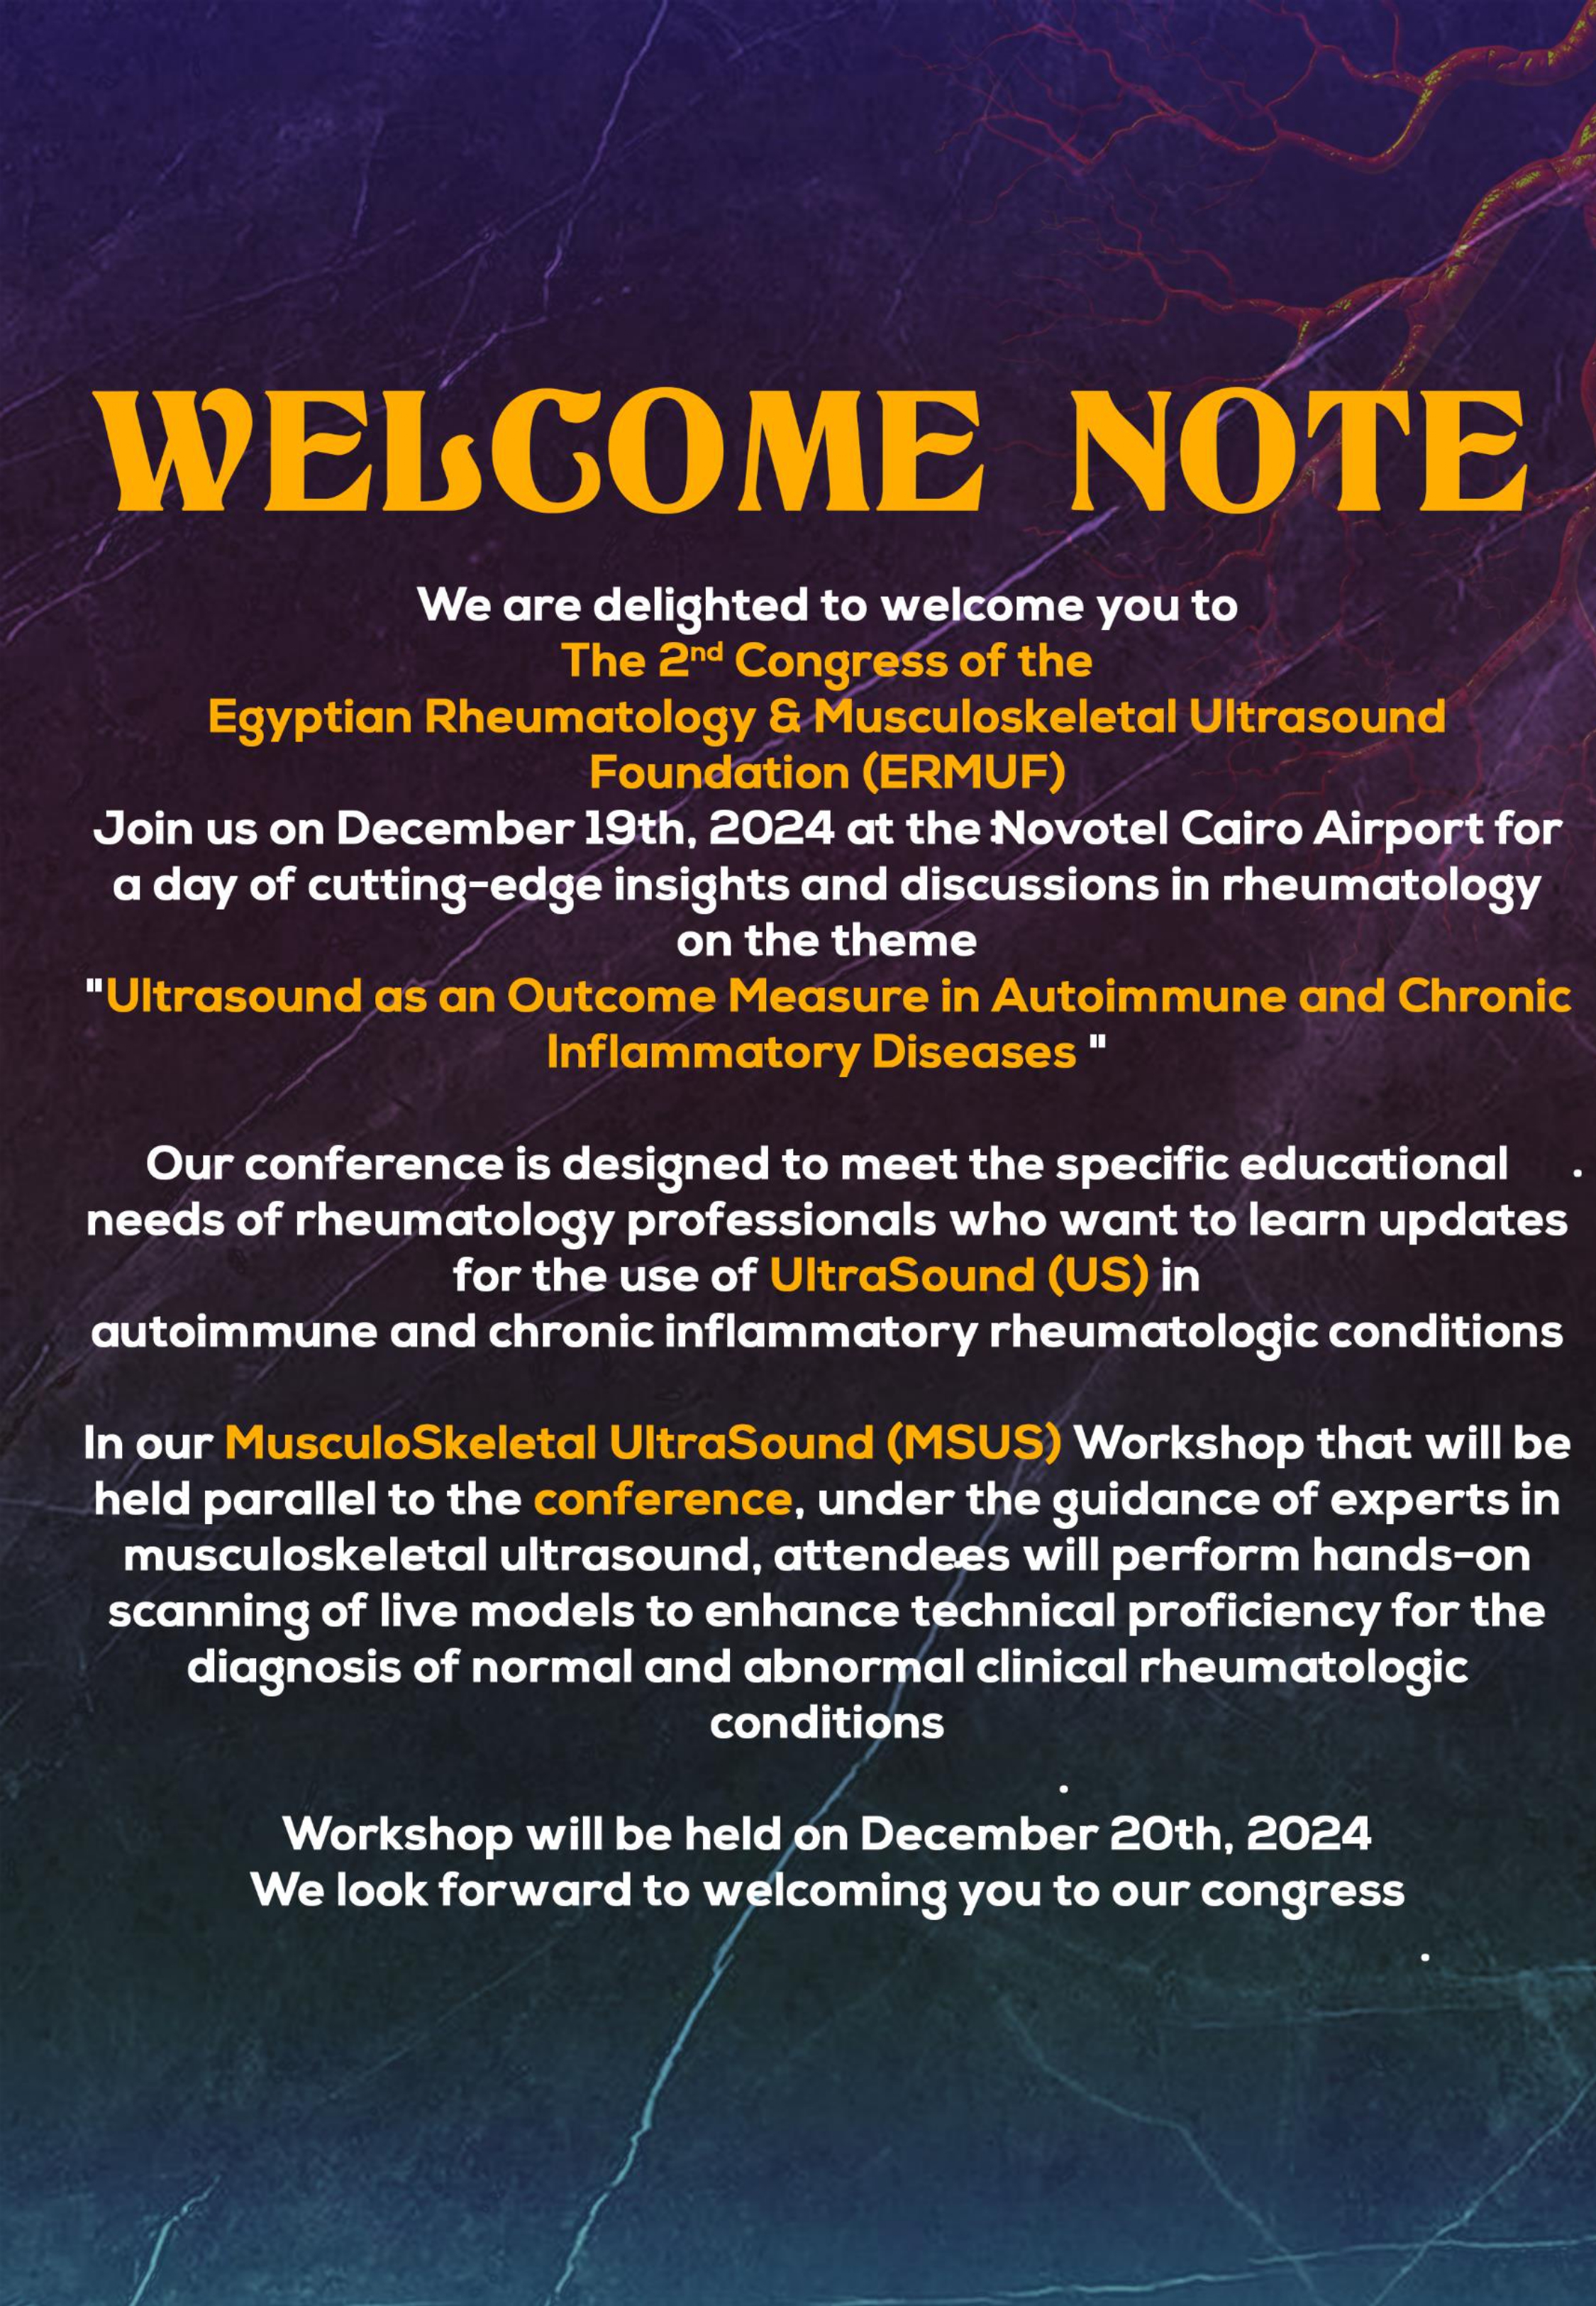 WELCOME NOTE
We are delighted to welcome you to
The 2nd Congress of the
Egyptian Rheumatology & Musculoskeletal Ultrasound
Foundation (ERMUF)
Join us on December 19th, 2024 at the Novotel Cairo Airport for
a day of cutting-edge insights and discussions in rheumatology
on the theme
"Ultrasound as an Outcome Measure in Autoimmune and Chronic
Inflammatory Diseases "
Our conference is designed to meet the specific educational
needs of rheumatology professionals who want to learn updates
for the use of UltraSound (US) in
autoimmune and chronic inflammatory rheumatologic conditions
In our MusculoSkeletal UltraSound (MSUS) Workshop that will be
held parallel to the conference, under the guidance of experts in
musculoskeletal ultrasound, attendees will perform hands-on
scanning of live models to enhance technical proficiency for the
diagnosis of normal and abnormal clinical rheumatologic
conditions
Workshop will be held on December 20th, 2024
We look forward to welcoming you to our congress